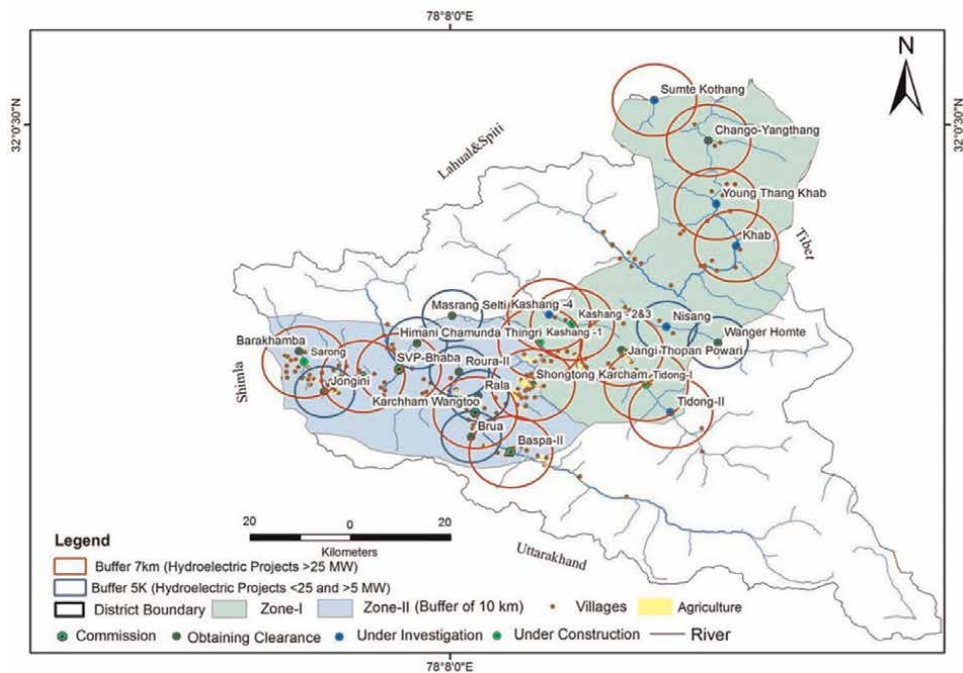 78°8'0"E
N
32°0'30"N
32°0'30"N
Sumte Kothang
Chango-Yangthang
Lahual&Spiti
Young Thang Khab
Khab
Tibet
Masrang Selti
Kashang -4
Kashang - 2&3
Nisang
Himani Chamunda Thingri
Kashang -1
Wanger Homte
Barakhamba
Sarong
SVP-Bhaba
Roura-II
Jangi Thopan Powari
Shimla
Jongini
Rala
Shongtong Karcham
Tidong-I
Karchham Wangtoo
Tidong-II
Brua
Baspa-II
20 0 20
Kilometers
Uttarakhand
Legend
Buffer 7km (Hydroelectric Projects >25 MW)
Buffer 5K (Hydroelectric Projects <25 and >5 MW)
District Boundary Zone-I Zone-II (Buffer of 10 km) Villages Agriculture
Commission Obtaining Clearance Under Investigation Under Construction River
78°8'0"E